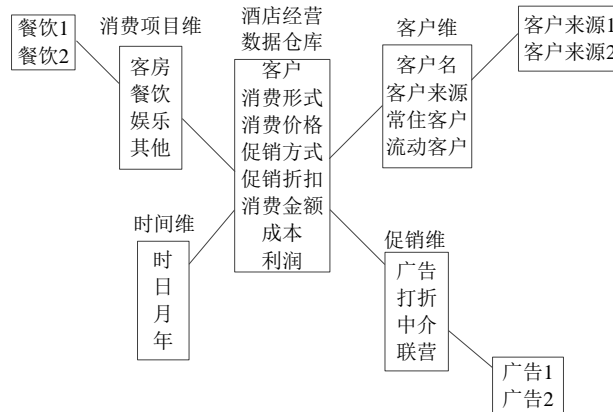 餐饮1
餐饮2
消费项目维
客房
餐饮
娱乐
其他
酒店经营
数据仓库
客户
消费形式
消费价格
促销方式
促销折扣
消费金额
成本
利润
客户维
客户名
客户来源
常住客户
流动客户
客户来源1
客户来源2
时间维
时
日
月
年
促销维
广告
打折
中介
联营
广告1
广告2